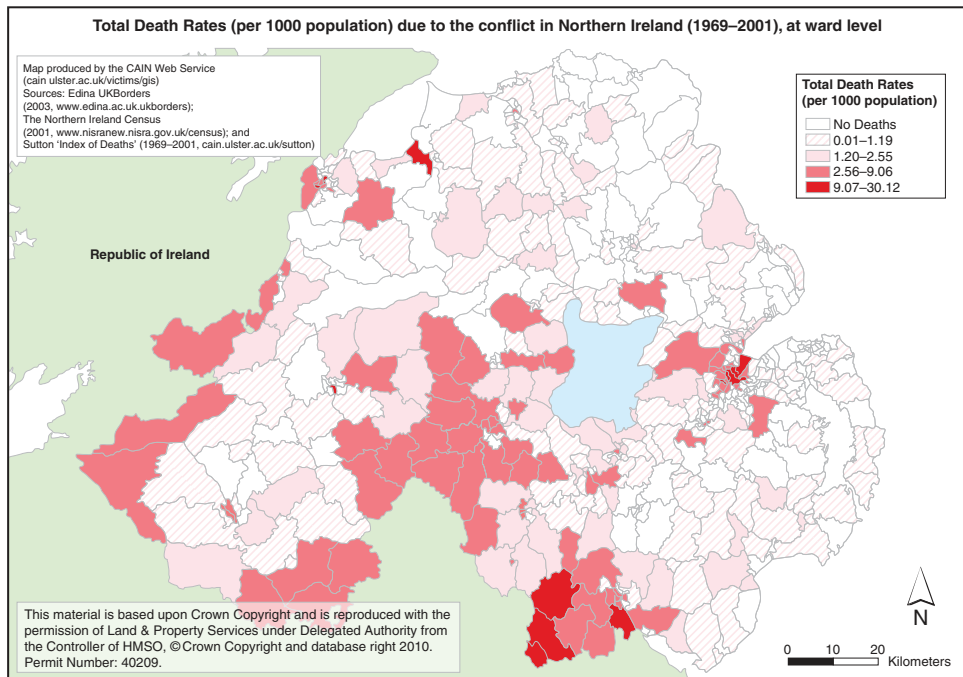 Total Death Rates (per 1000 population) due to the conflict in Northern Ireland (1969–2001), at ward level
Map produced by the CAIN Web Service
(cain ulster.ac.uk/victims/gis)
Sources: Edina UKBorders
(2003, www.edina.ac.uk.ukborders);
The Northern Ireland Census
(2001, www.nisranew.nisra.gov.uk/census); and
Sutton 'Index of Deaths' (1969–2001, cain.ulster.ac.uk/sutton)
Total Death Rates
(per 1000 population)
No Deaths
0.01–1.19
1.20–2.55
2.56–9.06
9.07–30.12
Republic of Ireland
This material is based upon Crown Copyright and is reproduced with the
permission of Land & Property Services under Delegated Authority from
the Controller of HMSO, © Crown Copyright and database right 2010.
Permit Number: 40209.
N
0 10 20
Kilometers